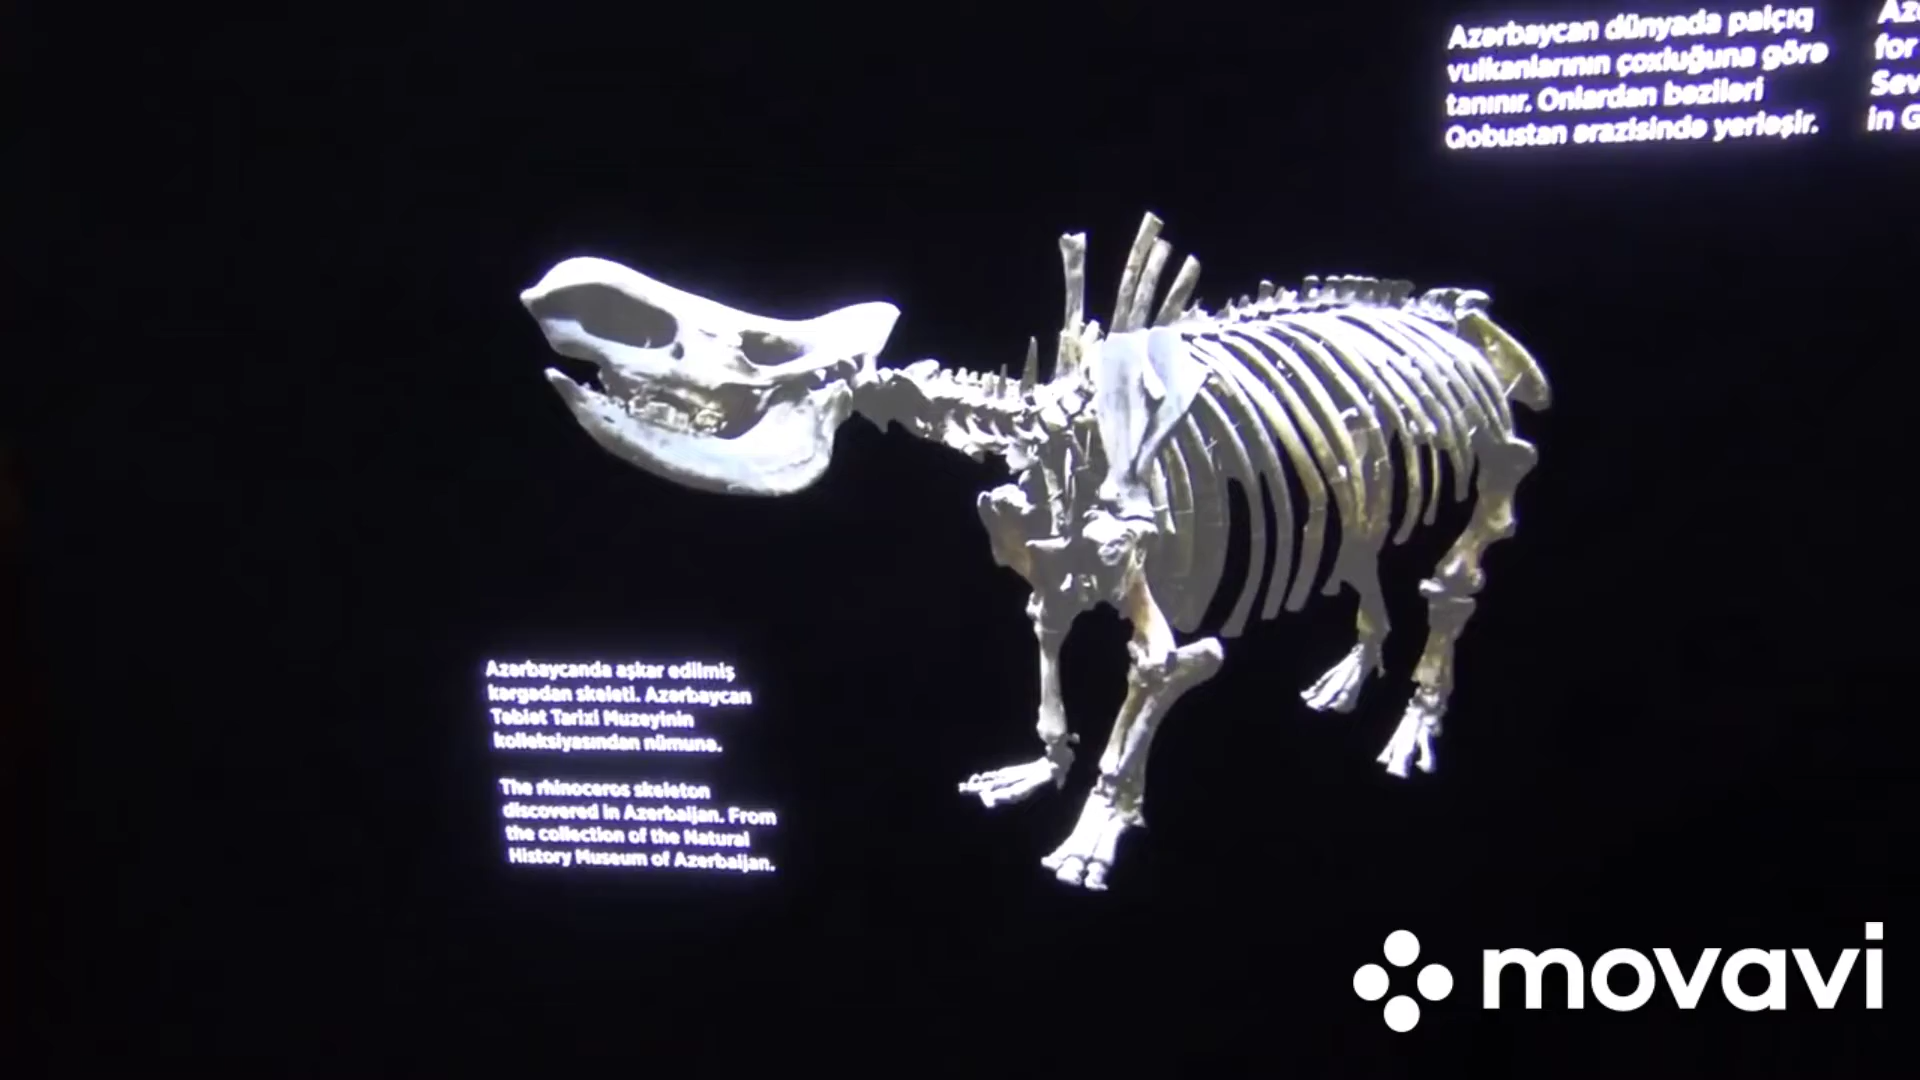 Azərbaycan dünyada palçıq
vulkanlarının çoxluğuna görə
tanınır. Onlardan bəziləri
Qobustan ərazisində yerləşir.
for
in G
Azərbaycanda aşkar edilmiş
kərgədan skeleti. Azərbaycan
Təbiət Tarixi Muzeyinin
kolleksiyasından nümunə.
The rhinoceros skeleton
discovered in Azerbaijan. From
the collection of the Natural
History Museum of Azerbaijan.
movavi